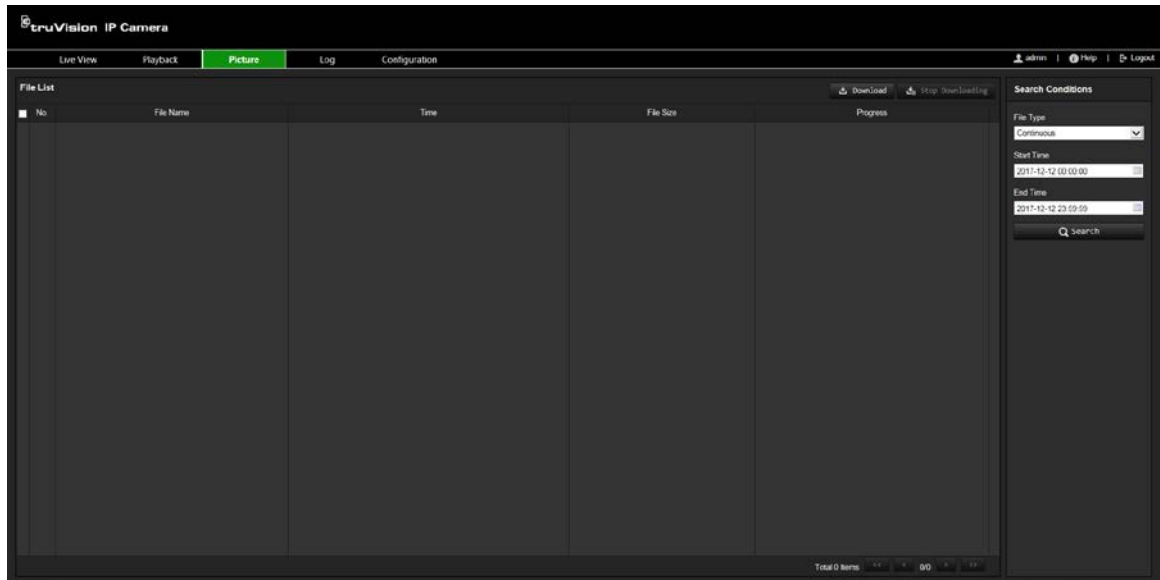 truVision IP Camera
Live View Playback Picture Log Configuration admin | Help | Logout
File List Download Stop Downloading Search Conditions
No File Name Time File Size Progress
File Type
Continuous
Start Time
2017-12-12 00:00:00
End Time
2017-12-12 23:59:59
Search
Total 0 Items << < 0/0 > >>